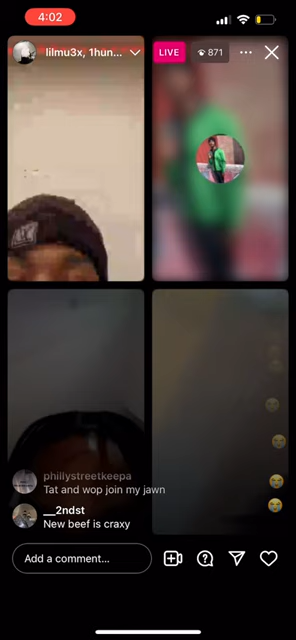 4:02
lilmu3x, 1hun...
LIVE
871
phillystreetkeepa
Tat and wop join my jawn
__2ndst
New beef is craxy
Add a comment...